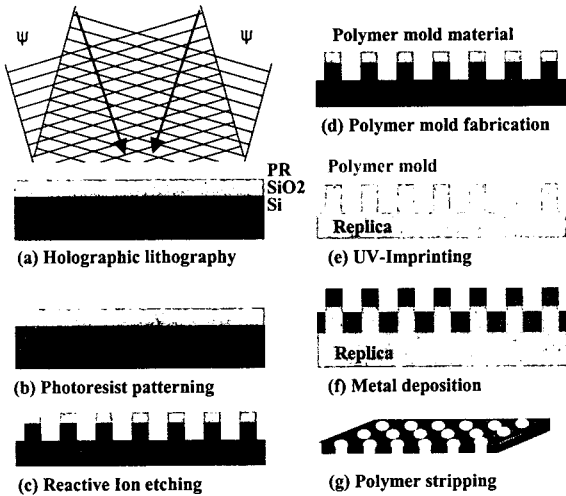 Ψ Ψ
PR
SiO2
Si
(a) Holographic lithography
(b) Photoresist patterning
(c) Reactive Ion etching
Polymer mold material
(d) Polymer mold fabrication
Polymer mold
Replica
(e) UV-Imprinting
Replica
(f) Metal deposition
(g) Polymer stripping